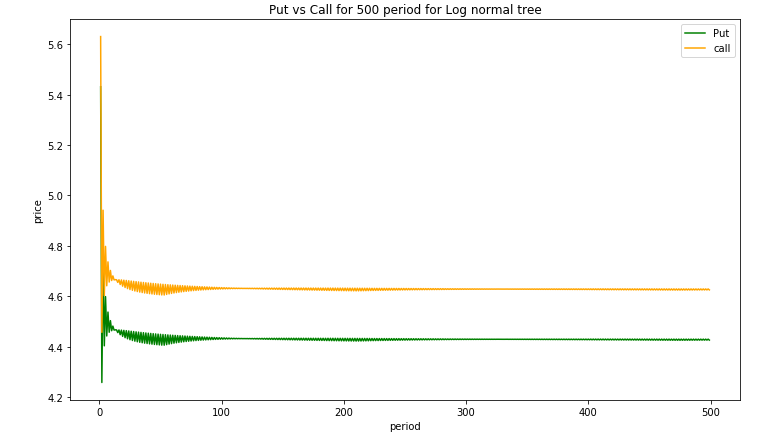 Put vs Call for 500 period for Log normal tree
Put
call
price
5.6
5.4
5.2
5.0
4.8
4.6
4.4
4.2
0 100 200 300 400 500
period